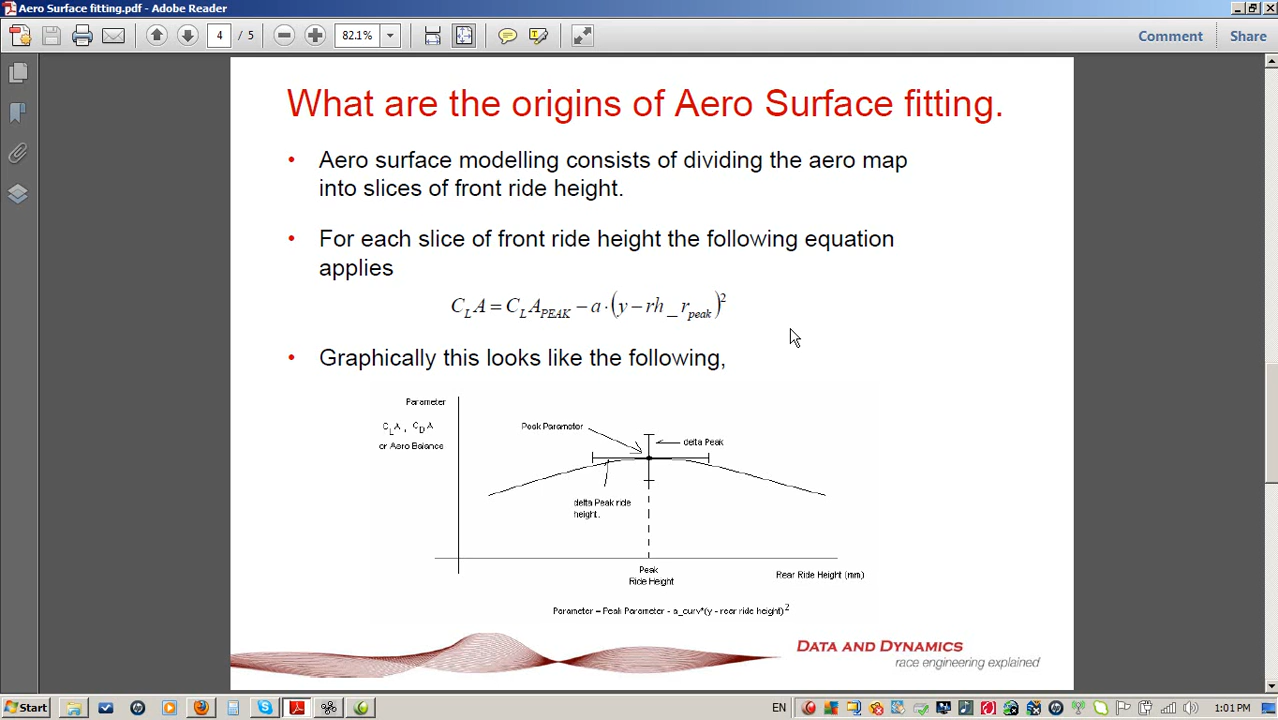 Aero Surface fitting.pdf - Adobe Reader
4 / 5 82.1% Comment Share
What are the origins of Aero Surface fitting.
• Aero surface modelling consists of dividing the aero map
into slices of front ride height.
• For each slice of front ride height the following equation
applies
C_L A = C_L A_PEAK − a·(y − rh_r_peak)²
• Graphically this looks like the following,
Parameter
C_L A , C_D A
or Aero Balance
Peak Parameter
delta Peak
delta Peak ride
height.
Peak
Ride Height
Rear Ride Height (mm)
Parameter = Peak Parameter - a_curv*(y - rear ride height)²
DATA AND DYNAMICS
race engineering explained
Start EN 1:01 PM